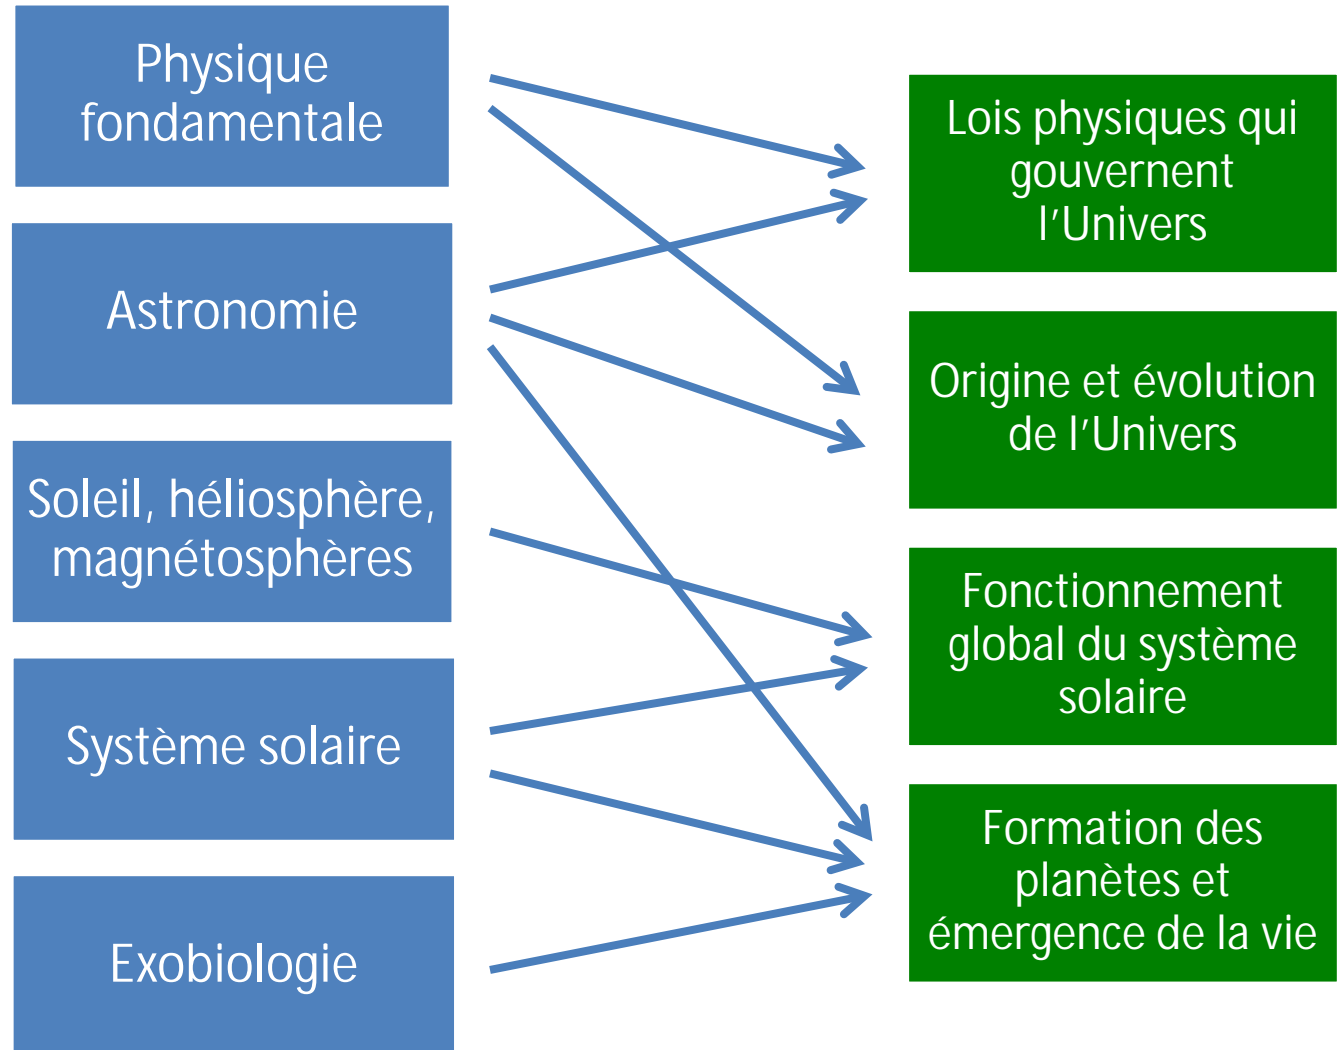 Physique
fondamentale
Astronomie
Soleil, héliosphère,
magnétosphères
Système solaire
Exobiologie
Lois physiques qui
gouvernent
l’Univers
Origine et évolution
de l’Univers
Fonctionnement
global du système
solaire
Formation des
planètes et
émergence de la vie